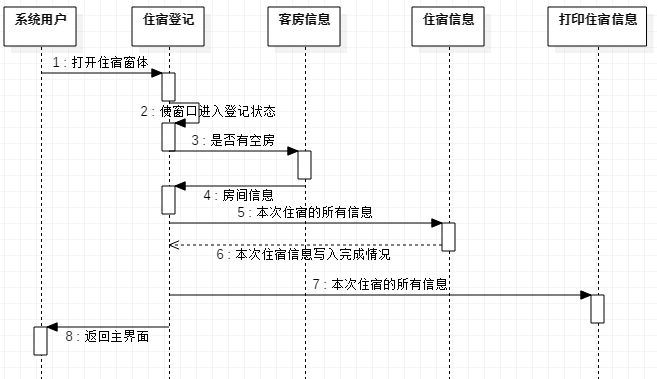 系统用户
住宿登记
客房信息
住宿信息
打印住宿信息
1 : 打开住宿窗体
2 : 使窗口进入登记状态
3 : 是否有空房
4 : 房间信息
5 : 本次住宿的所有信息
6 : 本次住宿信息写入完成情况
7 : 本次住宿的所有信息
8 : 返回主界面